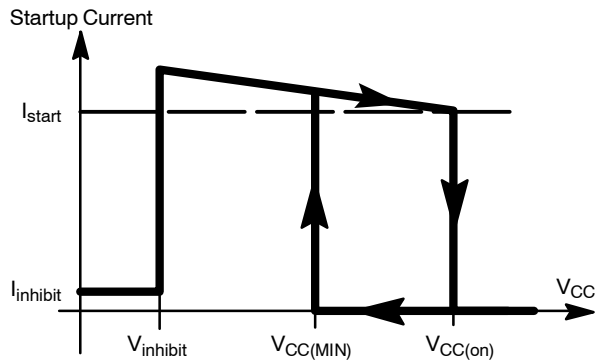 Startup Current
Istart
Iinhibit
VCC
Vinhibit
VCC(MIN)
VCC(on)